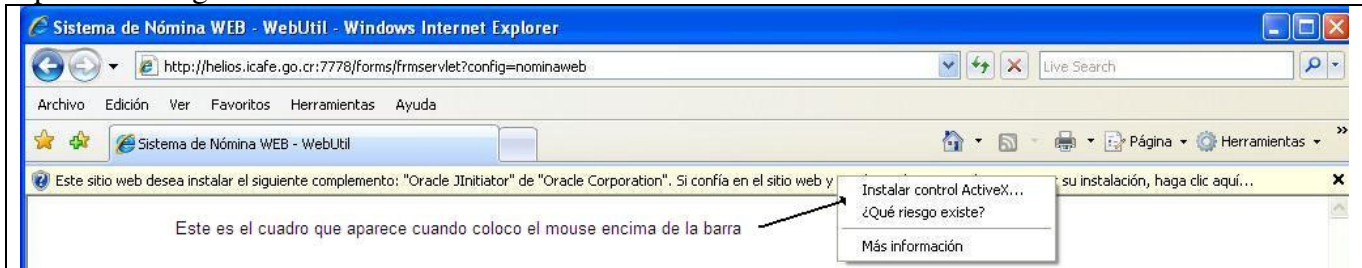 Sistema de Nómina WEB - WebUtil - Windows Internet Explorer
http://helios.icafe.go.cr:7778/forms/frmservlet?config=nominaweb
Live Search
Archivo Edición Ver Favoritos Herramientas Ayuda
Sistema de Nómina WEB - WebUtil
Página
Herramientas
Este sitio web desea instalar el siguiente complemento: "Oracle JInitiator" de "Oracle Corporation". Si confía en el sitio web y su instalación, haga clic aquí...
Instalar control ActiveX...
¿Qué riesgo existe?
Más información
Este es el cuadro que aparece cuando coloco el mouse encima de la barra